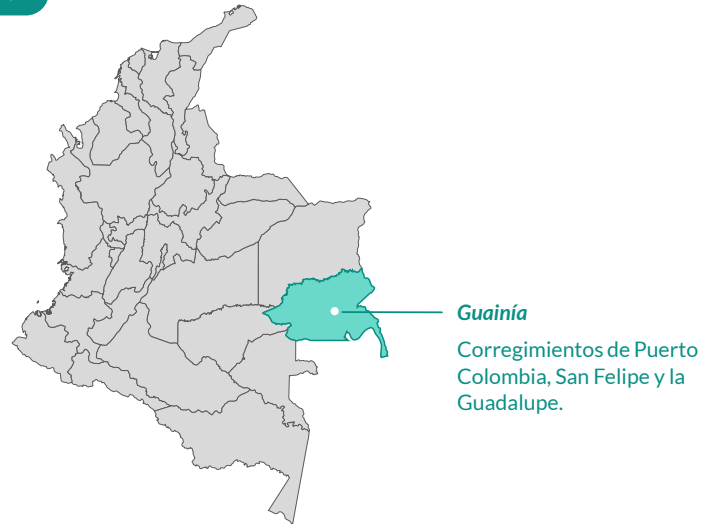 Guainía
Corregimientos de Puerto
Colombia, San Felipe y la
Guadalupe.